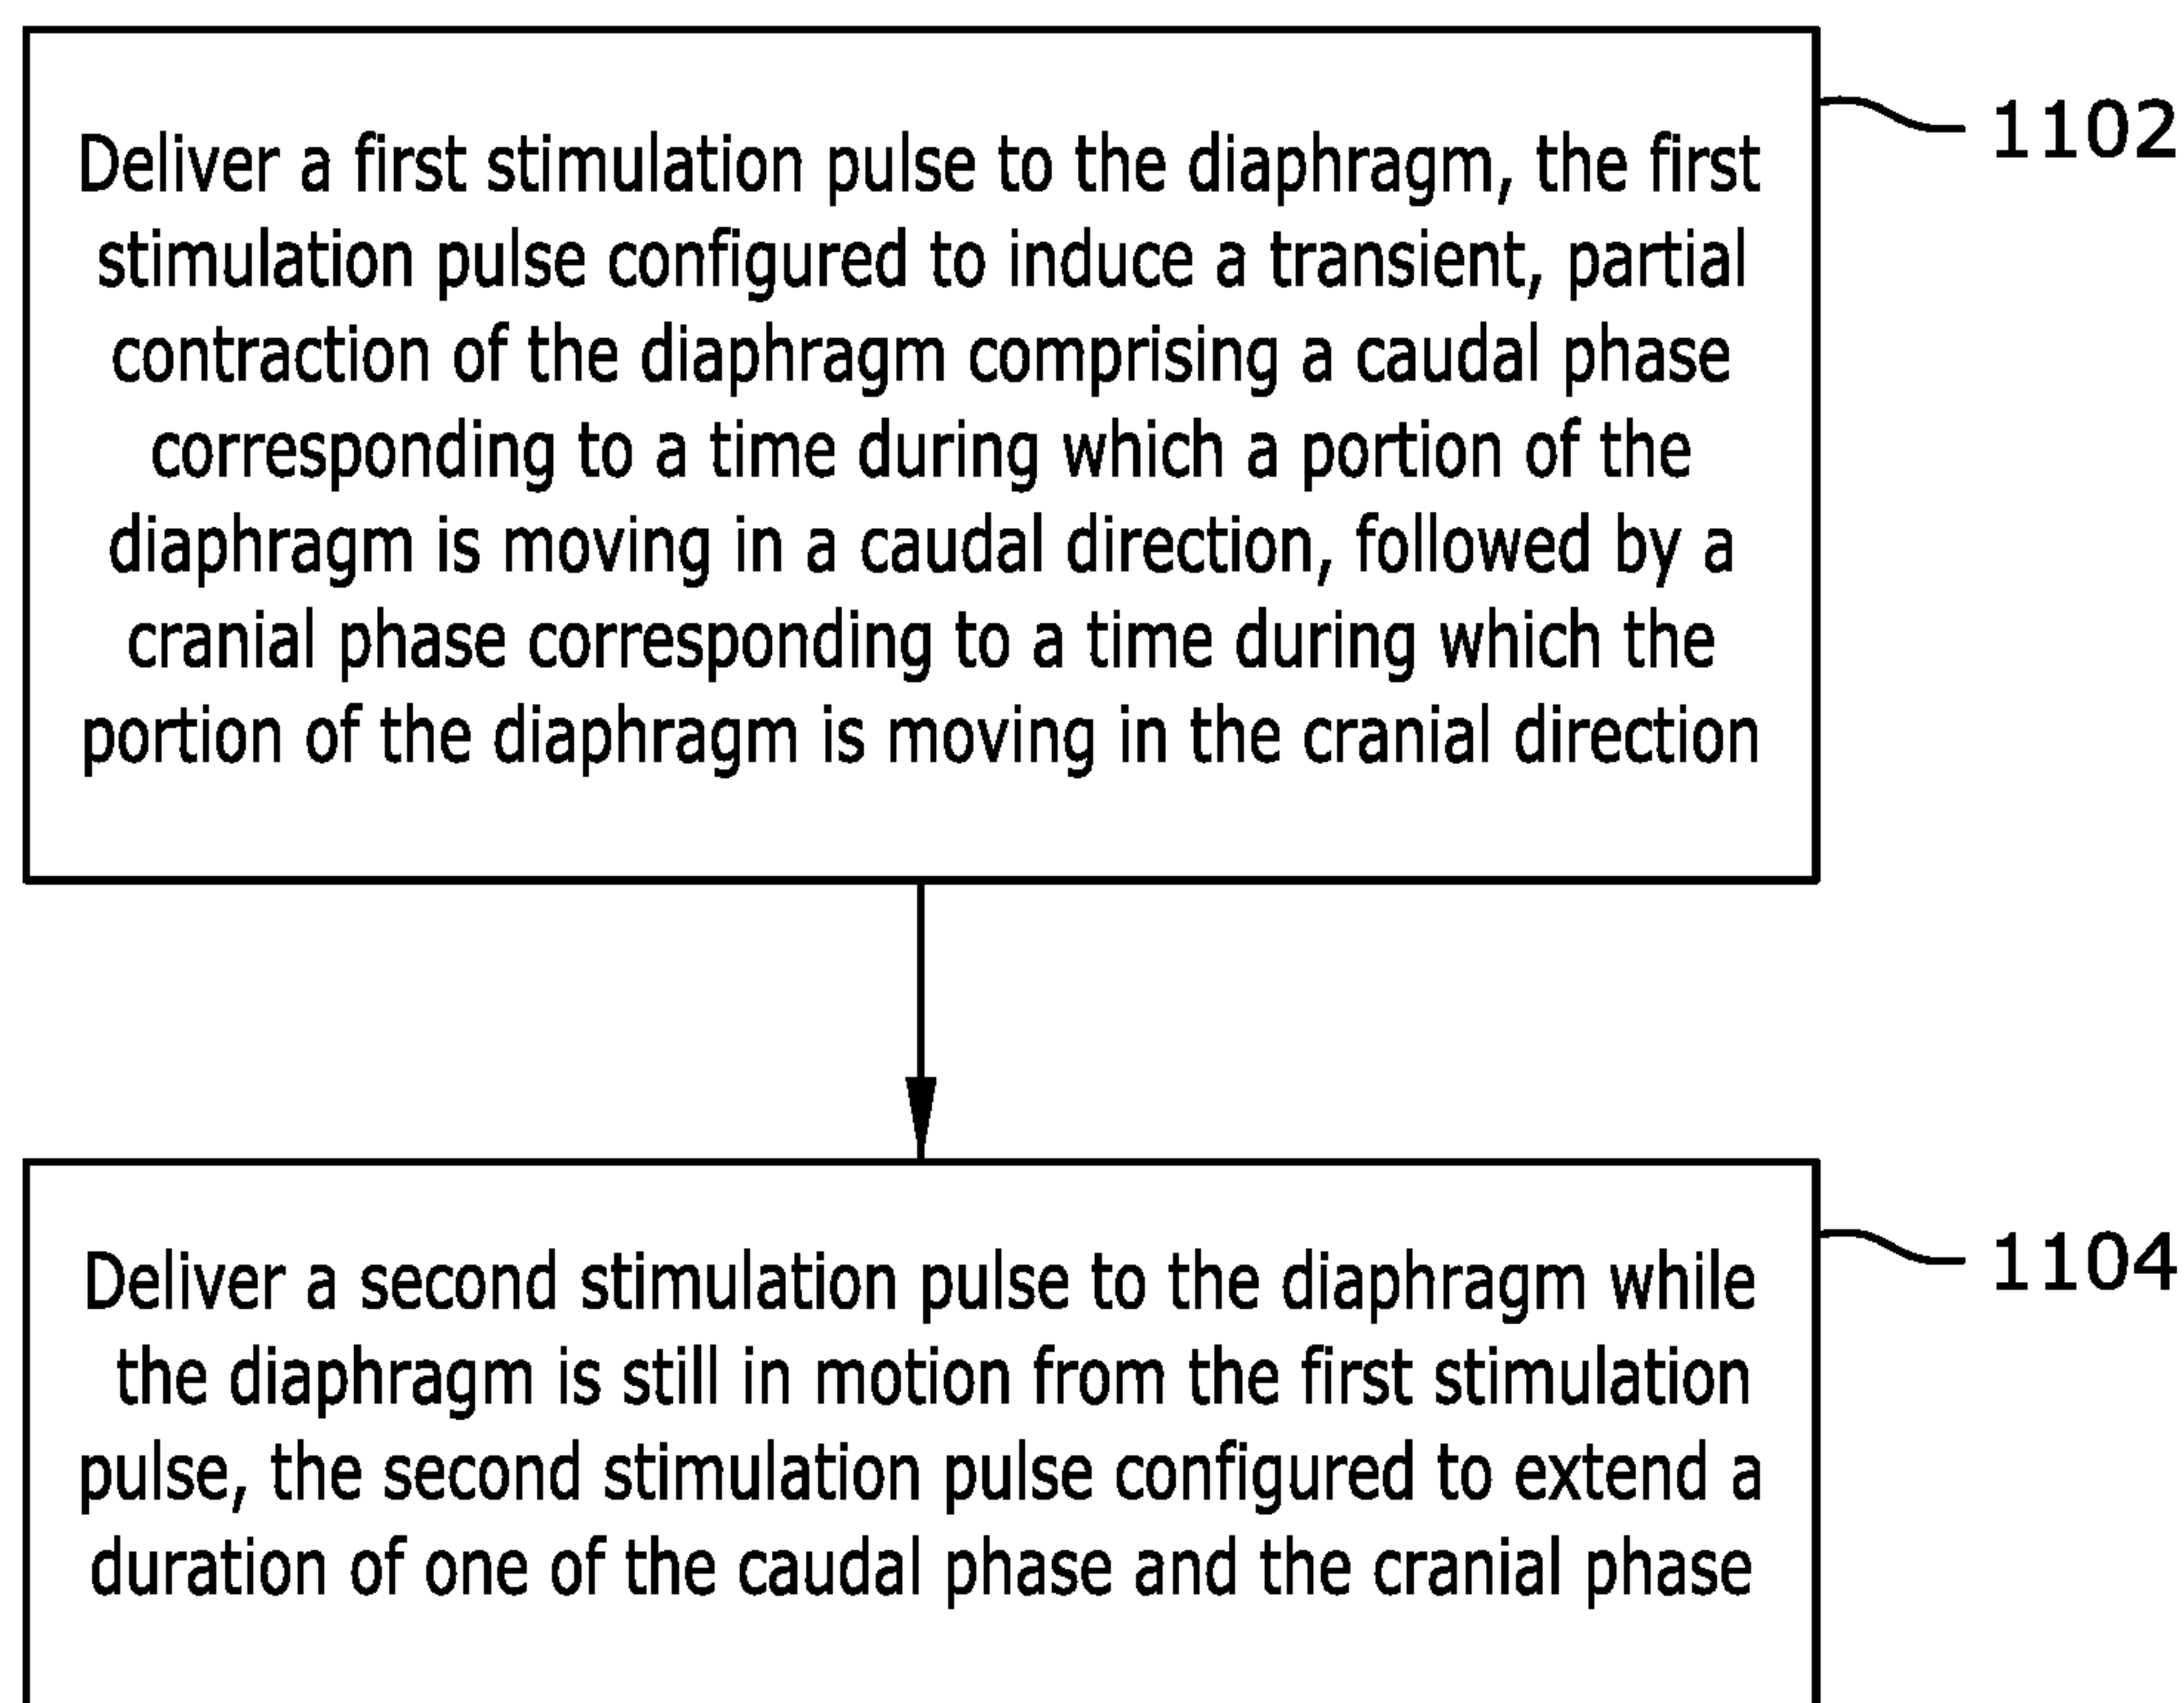 Deliver a first stimulation pulse to the diaphragm, the first
stimulation pulse configured to induce a transient, partial
contraction of the diaphragm comprising a caudal phase
corresponding to a time during which a portion of the
diaphragm is moving in a caudal direction, followed by a
cranial phase corresponding to a time during which the
portion of the diaphragm is moving in the cranial direction
1102
Deliver a second stimulation pulse to the diaphragm while
the diaphragm is still in motion from the first stimulation
pulse, the second stimulation pulse configured to extend a
duration of one of the caudal phase and the cranial phase
1104